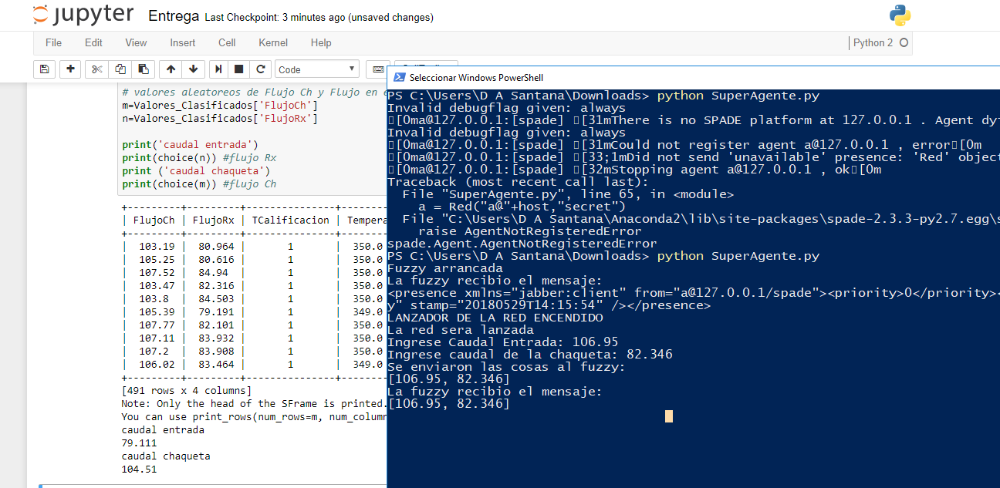 jupyter Entrega Last Checkpoint: 3 minutes ago (unsaved changes)
File Edit View Insert Cell Kernel Help Python 2
Code
# valores aleatoreos de Flujo Ch y Flujo en
m=Valores_Clasificados['FlujoCh']
n=Valores_Clasificados['FlujoRx']
print('caudal entrada')
print(choice(n)) #flujo Rx
print ('caudal chaqueta')
print(choice(m)) #flujo Ch
+---------+---------+--------------+-------
| FlujoCh | FlujoRx | TCalificacion | Tempera
+---------+---------+--------------+-------
| 103.19 | 80.964 | 1 | 350.0
| 105.25 | 80.616 | 1 | 350.0
| 107.52 | 84.94 | 1 | 350.0
| 103.47 | 82.316 | 1 | 350.0
| 103.8 | 84.503 | 1 | 350.0
| 105.39 | 79.191 | 1 | 349.0
| 107.77 | 82.101 | 1 | 350.0
| 107.11 | 83.932 | 1 | 350.0
| 107.2 | 83.908 | 1 | 350.0
| 106.02 | 83.464 | 1 | 349.0
+---------+---------+--------------+-------
[491 rows x 4 columns]
Note: Only the head of the SFrame is printed.
You can use print_rows(num_rows=m, num_column
caudal entrada
79.111
caudal chaqueta
104.51
Seleccionar Windows PowerShell
PS C:\Users\D A Santana\Downloads> python SuperAgente.py
Invalid debugflag given: always
▯[0ma@127.0.0.1:[spade] ▯[31mThere is no SPADE platform at 127.0.0.1 . Agent dy
Invalid debugflag given: always
▯[0ma@127.0.0.1:[spade] ▯[31mCould not register agent a@127.0.0.1 , error▯[0m
▯[0ma@127.0.0.1:[spade] ▯[33;1mDid not send 'unavailable' presence: 'Red' objec
▯[0ma@127.0.0.1:[spade] ▯[32mStopping agent a@127.0.0.1 , ok▯[0m
Traceback (most recent call last):
File "SuperAgente.py", line 65, in <module>
a = Red("a@"+host,"secret")
File "C:\Users\D A Santana\Anaconda2\lib\site-packages\spade-2.3.3-py2.7.egg\s
raise AgentNotRegisteredError
spade.Agent.AgentNotRegisteredError
PS C:\Users\D A Santana\Downloads> python SuperAgente.py
Fuzzy arrancada
La fuzzy recibio el mensaje:
<presence xmlns="jabber:client" from="a@127.0.0.1/spade"><priority>0</priority><
y" stamp="20180529T14:15:54" /></presence>
LANZADOR DE LA RED ENCENDIDO
La red sera lanzada
Ingrese Caudal Entrada: 106.95
Ingrese caudal de la chaqueta: 82.346
Se enviaron las cosas al fuzzy:
[106.95, 82.346]
La fuzzy recibio el mensaje:
[106.95, 82.346]